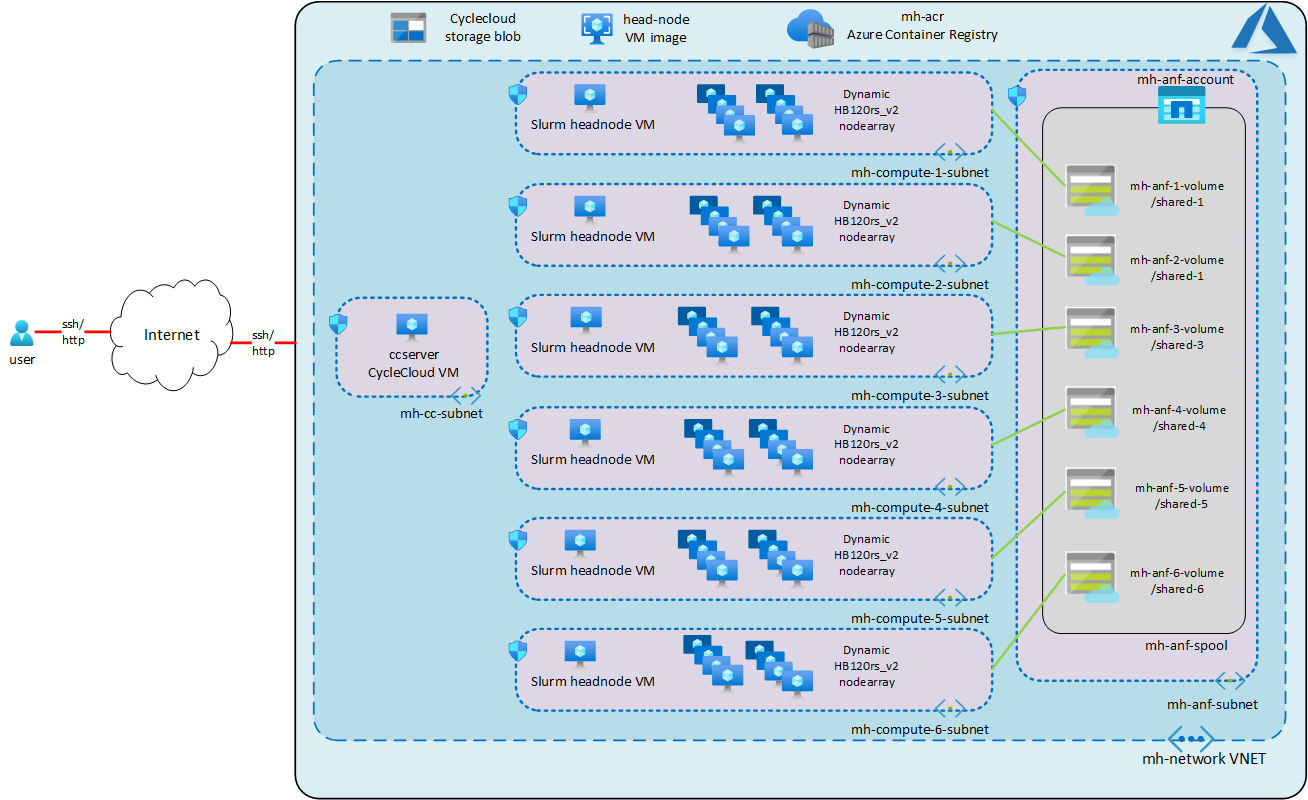 Cyclecloud
storage blob
head-node
VM image
mh-acr
Azure Container Registry
user
ssh/
http
Internet
ssh/
http
ccserver
CycleCloud VM
mh-cc-subnet
Slurm headnode VM
Dynamic
HB120rs_v2
nodearray
mh-compute-1-subnet
Slurm headnode VM
Dynamic
HB120rs_v2
nodearray
mh-compute-2-subnet
Slurm headnode VM
Dynamic
HB120rs_v2
nodearray
mh-compute-3-subnet
Slurm headnode VM
Dynamic
HB120rs_v2
nodearray
mh-compute-4-subnet
Slurm headnode VM
Dynamic
HB120rs_v2
nodearray
mh-compute-5-subnet
Slurm headnode VM
Dynamic
HB120rs_v2
nodearray
mh-compute-6-subnet
mh-anf-account
mh-anf-1-volume
/shared-1
mh-anf-2-volume
/shared-1
mh-anf-3-volume
/shared-3
mh-anf-4-volume
/shared-4
mh-anf-5-volume
/shared-5
mh-anf-6-volume
/shared-6
mh-anf-spool
mh-anf-subnet
mh-network VNET